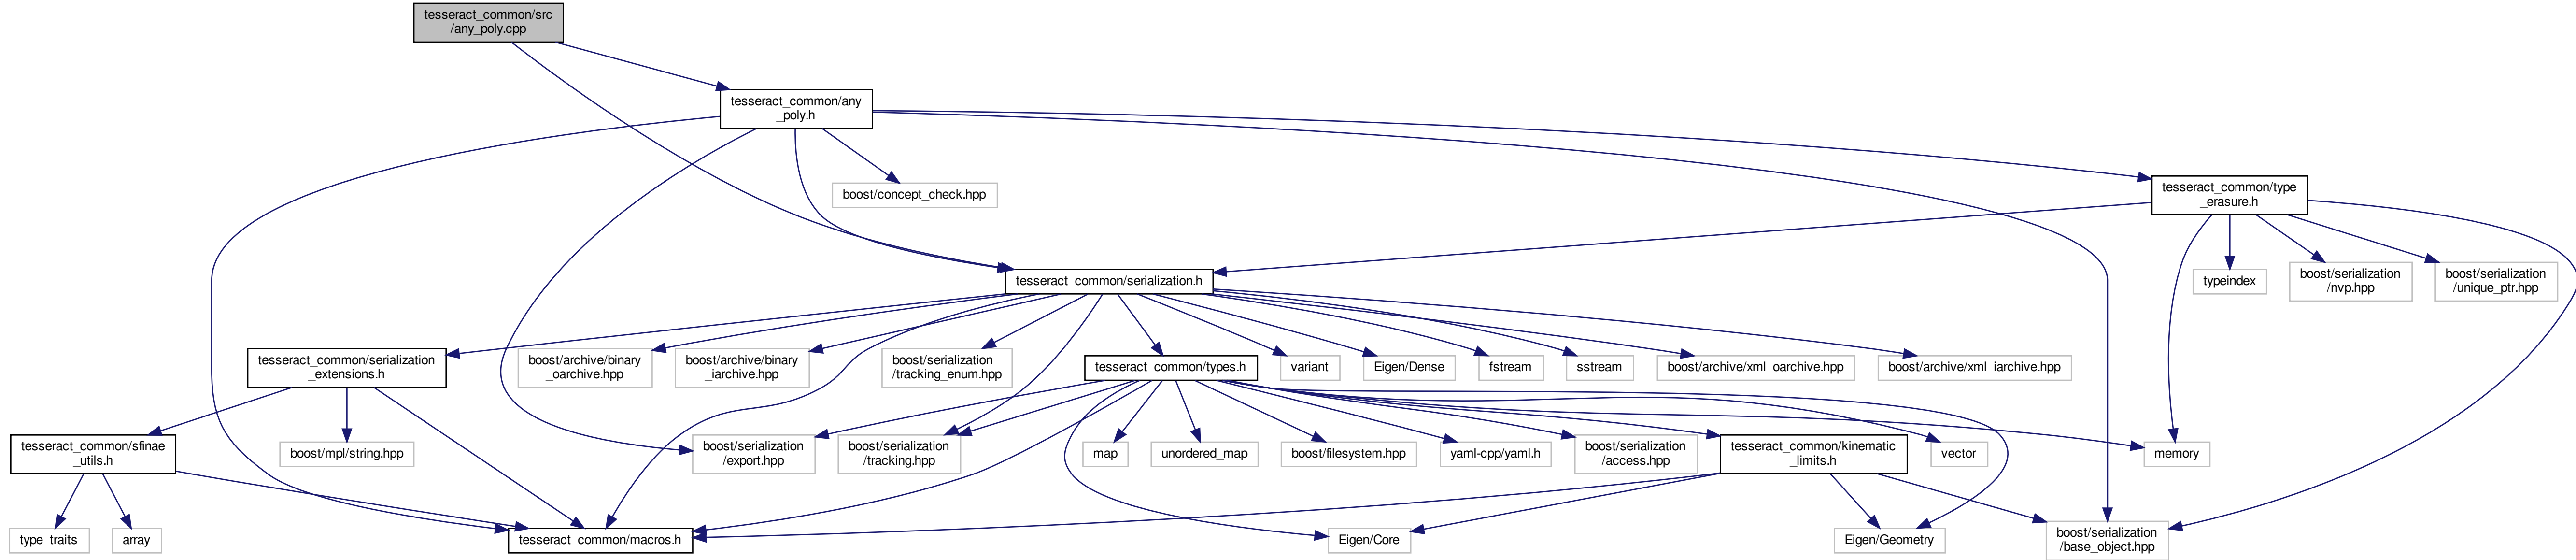 tesseract_common/src
/any_poly.cpp
tesseract_common/any
_poly.h
boost/concept_check.hpp
tesseract_common/type
_erasure.h
tesseract_common/serialization.h
typeindex
boost/serialization
/nvp.hpp
boost/serialization
/unique_ptr.hpp
tesseract_common/serialization
_extensions.h
boost/archive/binary
_oarchive.hpp
boost/archive/binary
_iarchive.hpp
boost/serialization
/tracking_enum.hpp
tesseract_common/types.h
variant
Eigen/Dense
fstream
sstream
boost/archive/xml_oarchive.hpp
boost/archive/xml_iarchive.hpp
tesseract_common/sfinae
_utils.h
boost/mpl/string.hpp
boost/serialization
/export.hpp
boost/serialization
/tracking.hpp
map
unordered_map
boost/filesystem.hpp
yaml-cpp/yaml.h
boost/serialization
/access.hpp
tesseract_common/kinematic
_limits.h
vector
memory
type_traits
array
tesseract_common/macros.h
Eigen/Core
Eigen/Geometry
boost/serialization
/base_object.hpp